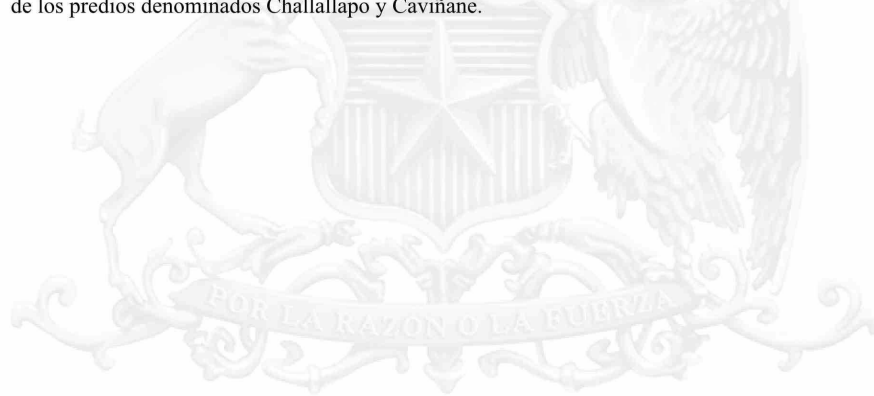 de los predios denominados Challallapo y Caviñane.
POR LA RAZON O LA FUERZA